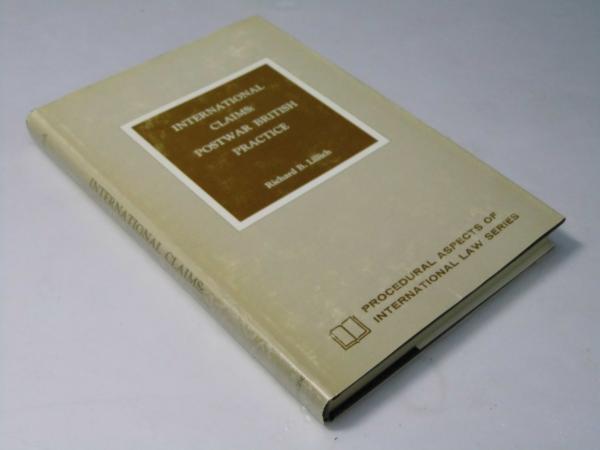 INTERNATIONAL
CLAIMS:
POSTWAR BRITISH
PRACTICE
Richard B. Lillich
PROCEDURAL ASPECTS OF
INTERNATIONAL LAW SERIES
INTERNATIONAL CLAIMS: